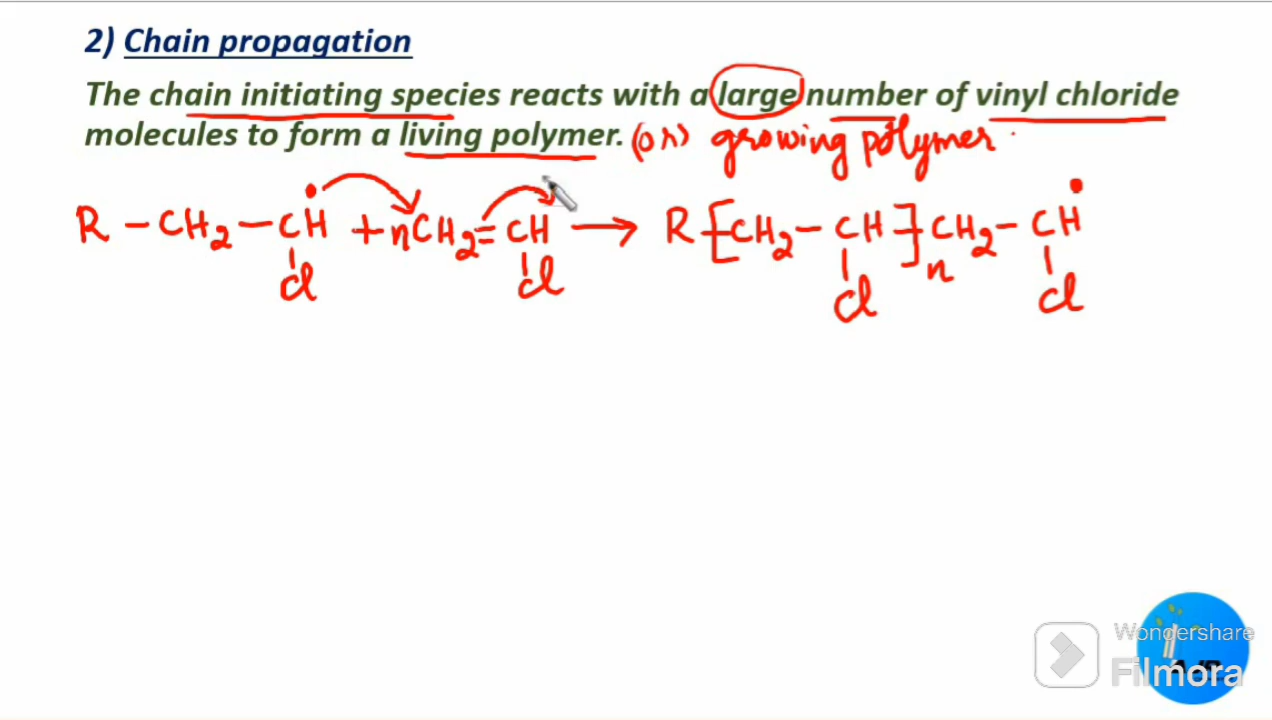 2) Chain propagation
The chain initiating species reacts with a large number of vinyl chloride
molecules to form a living polymer. (or) growing polymer.
R - CH2 - CH + nCH2 = CH → R [ CH2 - CH ]n CH2 - CH
Cl Cl Cl Cl
Wondershare
Filmora